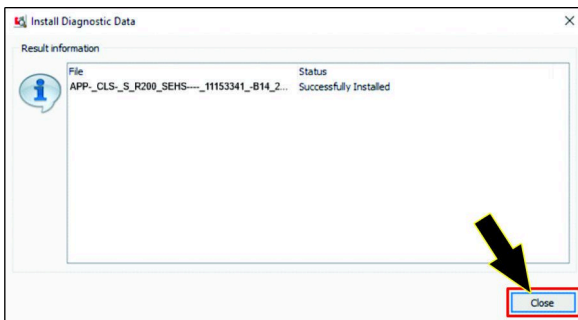 Install Diagnostic Data
Result information
File Status
APP-_CLS-_S_R200_SEHS----_11153341_-B14_2... Successfully Installed
Close